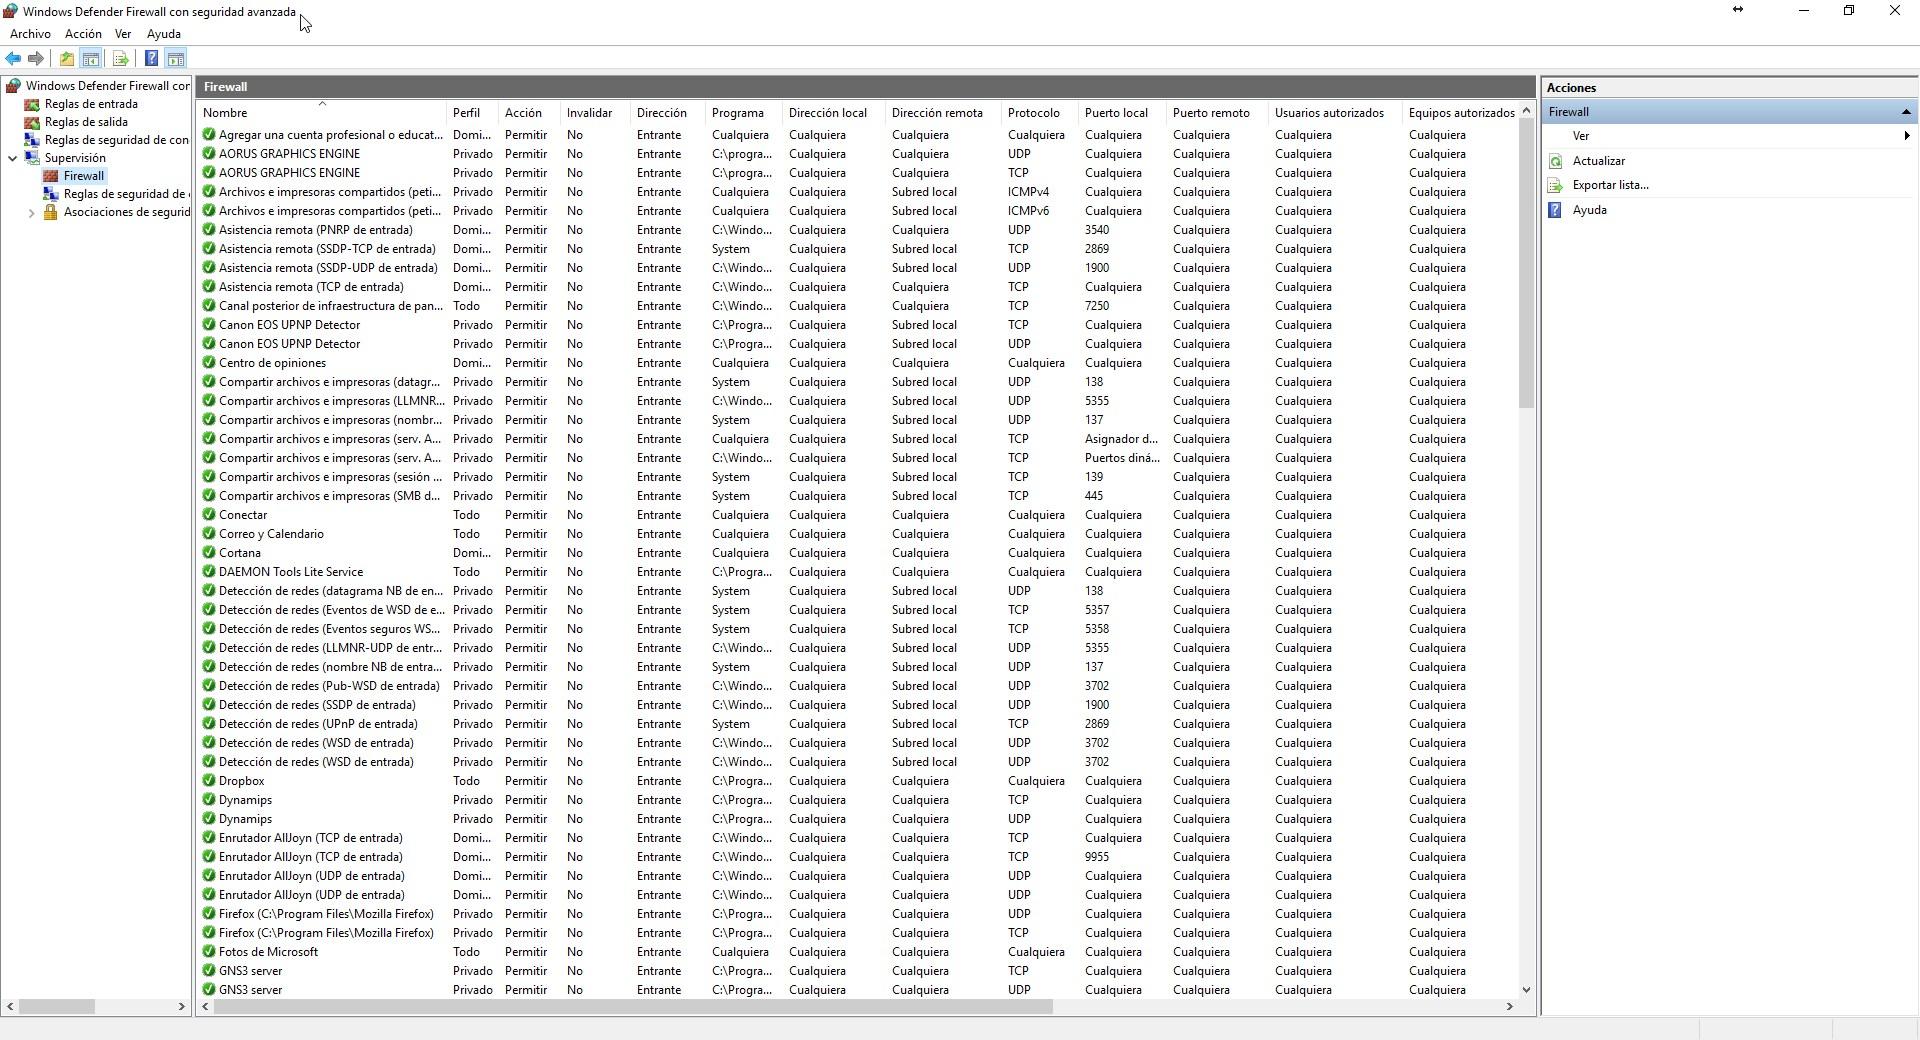 Windows Defender Firewall con seguridad avanzada
Archivo Acción Ver Ayuda
Windows Defender Firewall con
Reglas de entrada
Reglas de salida
Reglas de seguridad de con
Supervisión
Firewall
Reglas de seguridad de
Asociaciones de segurid
Firewall
Nombre Perfil Acción Invalidar Dirección Programa Dirección local Dirección remota Protocolo Puerto local Puerto remoto Usuarios autorizados Equipos autorizados
Agregar una cuenta profesional o educat... Domi... Permitir No Entrante Cualquiera Cualquiera Cualquiera Cualquiera Cualquiera Cualquiera Cualquiera Cualquiera
AORUS GRAPHICS ENGINE Privado Permitir No Entrante C:\progra... Cualquiera Cualquiera UDP Cualquiera Cualquiera Cualquiera Cualquiera
AORUS GRAPHICS ENGINE Privado Permitir No Entrante C:\progra... Cualquiera Cualquiera TCP Cualquiera Cualquiera Cualquiera Cualquiera
Archivos e impresoras compartidos (peti... Privado Permitir No Entrante Cualquiera Cualquiera Subred local ICMPv4 Cualquiera Cualquiera Cualquiera Cualquiera
Archivos e impresoras compartidos (peti... Privado Permitir No Entrante Cualquiera Cualquiera Subred local ICMPv6 Cualquiera Cualquiera Cualquiera Cualquiera
Asistencia remota (PNRP de entrada) Domi... Permitir No Entrante C:\Windo... Cualquiera Cualquiera UDP 3540 Cualquiera Cualquiera Cualquiera
Asistencia remota (SSDP-TCP de entrada) Domi... Permitir No Entrante System Cualquiera Subred local TCP 2869 Cualquiera Cualquiera Cualquiera
Asistencia remota (SSDP-UDP de entrada) Domi... Permitir No Entrante C:\Windo... Cualquiera Subred local UDP 1900 Cualquiera Cualquiera Cualquiera
Asistencia remota (TCP de entrada) Domi... Permitir No Entrante C:\Windo... Cualquiera Cualquiera TCP Cualquiera Cualquiera Cualquiera Cualquiera
Canal posterior de infraestructura de pan... Todo Permitir No Entrante C:\Windo... Cualquiera Cualquiera TCP 7250 Cualquiera Cualquiera Cualquiera
Canon EOS UPNP Detector Privado Permitir No Entrante C:\Progra... Cualquiera Subred local TCP Cualquiera Cualquiera Cualquiera Cualquiera
Canon EOS UPNP Detector Privado Permitir No Entrante C:\Progra... Cualquiera Subred local UDP Cualquiera Cualquiera Cualquiera Cualquiera
Centro de opiniones Domi... Permitir No Entrante Cualquiera Cualquiera Cualquiera Cualquiera Cualquiera Cualquiera Cualquiera Cualquiera
Compartir archivos e impresoras (datagr... Privado Permitir No Entrante System Cualquiera Subred local UDP 138 Cualquiera Cualquiera Cualquiera
Compartir archivos e impresoras (LLMNR... Privado Permitir No Entrante C:\Windo... Cualquiera Subred local UDP 5355 Cualquiera Cualquiera Cualquiera
Compartir archivos e impresoras (nombr... Privado Permitir No Entrante System Cualquiera Subred local UDP 137 Cualquiera Cualquiera Cualquiera
Compartir archivos e impresoras (serv. A... Privado Permitir No Entrante Cualquiera Cualquiera Subred local TCP Asignador d... Cualquiera Cualquiera Cualquiera
Compartir archivos e impresoras (serv. A... Privado Permitir No Entrante C:\Windo... Cualquiera Subred local TCP Puertos diná... Cualquiera Cualquiera Cualquiera
Compartir archivos e impresoras (sesión ... Privado Permitir No Entrante System Cualquiera Subred local TCP 139 Cualquiera Cualquiera Cualquiera
Compartir archivos e impresoras (SMB d... Privado Permitir No Entrante System Cualquiera Subred local TCP 445 Cualquiera Cualquiera Cualquiera
Conectar Todo Permitir No Entrante Cualquiera Cualquiera Cualquiera Cualquiera Cualquiera Cualquiera Cualquiera Cualquiera
Correo y Calendario Todo Permitir No Entrante Cualquiera Cualquiera Cualquiera Cualquiera Cualquiera Cualquiera Cualquiera Cualquiera
Cortana Domi... Permitir No Entrante Cualquiera Cualquiera Cualquiera Cualquiera Cualquiera Cualquiera Cualquiera Cualquiera
DAEMON Tools Lite Service Todo Permitir No Entrante C:\Progra... Cualquiera Cualquiera Cualquiera Cualquiera Cualquiera Cualquiera Cualquiera
Detección de redes (datagrama NB de en... Privado Permitir No Entrante System Cualquiera Subred local UDP 138 Cualquiera Cualquiera Cualquiera
Detección de redes (Eventos de WSD de e... Privado Permitir No Entrante System Cualquiera Subred local TCP 5357 Cualquiera Cualquiera Cualquiera
Detección de redes (Eventos seguros WS... Privado Permitir No Entrante System Cualquiera Subred local TCP 5358 Cualquiera Cualquiera Cualquiera
Detección de redes (LLMNR-UDP de entr... Privado Permitir No Entrante C:\Windo... Cualquiera Subred local UDP 5355 Cualquiera Cualquiera Cualquiera
Detección de redes (nombre NB de entra... Privado Permitir No Entrante System Cualquiera Subred local UDP 137 Cualquiera Cualquiera Cualquiera
Detección de redes (Pub-WSD de entrada) Privado Permitir No Entrante C:\Windo... Cualquiera Subred local UDP 3702 Cualquiera Cualquiera Cualquiera
Detección de redes (SSDP de entrada) Privado Permitir No Entrante C:\Windo... Cualquiera Subred local UDP 1900 Cualquiera Cualquiera Cualquiera
Detección de redes (UPnP de entrada) Privado Permitir No Entrante System Cualquiera Subred local TCP 2869 Cualquiera Cualquiera Cualquiera
Detección de redes (WSD de entrada) Privado Permitir No Entrante C:\Windo... Cualquiera Subred local UDP 3702 Cualquiera Cualquiera Cualquiera
Detección de redes (WSD de entrada) Privado Permitir No Entrante C:\Windo... Cualquiera Subred local UDP 3702 Cualquiera Cualquiera Cualquiera
Dropbox Todo Permitir No Entrante C:\Progra... Cualquiera Cualquiera Cualquiera Cualquiera Cualquiera Cualquiera Cualquiera
Dynamips Privado Permitir No Entrante C:\Progra... Cualquiera Cualquiera TCP Cualquiera Cualquiera Cualquiera Cualquiera
Dynamips Privado Permitir No Entrante C:\Progra... Cualquiera Cualquiera UDP Cualquiera Cualquiera Cualquiera Cualquiera
Enrutador AllJoyn (TCP de entrada) Domi... Permitir No Entrante C:\Windo... Cualquiera Cualquiera TCP Cualquiera Cualquiera Cualquiera Cualquiera
Enrutador AllJoyn (TCP de entrada) Domi... Permitir No Entrante C:\Windo... Cualquiera Cualquiera TCP 9955 Cualquiera Cualquiera Cualquiera
Enrutador AllJoyn (UDP de entrada) Domi... Permitir No Entrante C:\Windo... Cualquiera Cualquiera UDP Cualquiera Cualquiera Cualquiera Cualquiera
Enrutador AllJoyn (UDP de entrada) Domi... Permitir No Entrante C:\Windo... Cualquiera Cualquiera UDP Cualquiera Cualquiera Cualquiera Cualquiera
Firefox (C:\Program Files\Mozilla Firefox) Privado Permitir No Entrante C:\Progra... Cualquiera Cualquiera UDP Cualquiera Cualquiera Cualquiera Cualquiera
Firefox (C:\Program Files\Mozilla Firefox) Privado Permitir No Entrante C:\Progra... Cualquiera Cualquiera TCP Cualquiera Cualquiera Cualquiera Cualquiera
Fotos de Microsoft Todo Permitir No Entrante Cualquiera Cualquiera Cualquiera Cualquiera Cualquiera Cualquiera Cualquiera Cualquiera
GNS3 server Privado Permitir No Entrante C:\Progra... Cualquiera Cualquiera TCP Cualquiera Cualquiera Cualquiera Cualquiera
GNS3 server Privado Permitir No Entrante C:\Progra... Cualquiera Cualquiera UDP Cualquiera Cualquiera Cualquiera Cualquiera
Acciones
Firewall
Ver
Actualizar
Exportar lista...
Ayuda